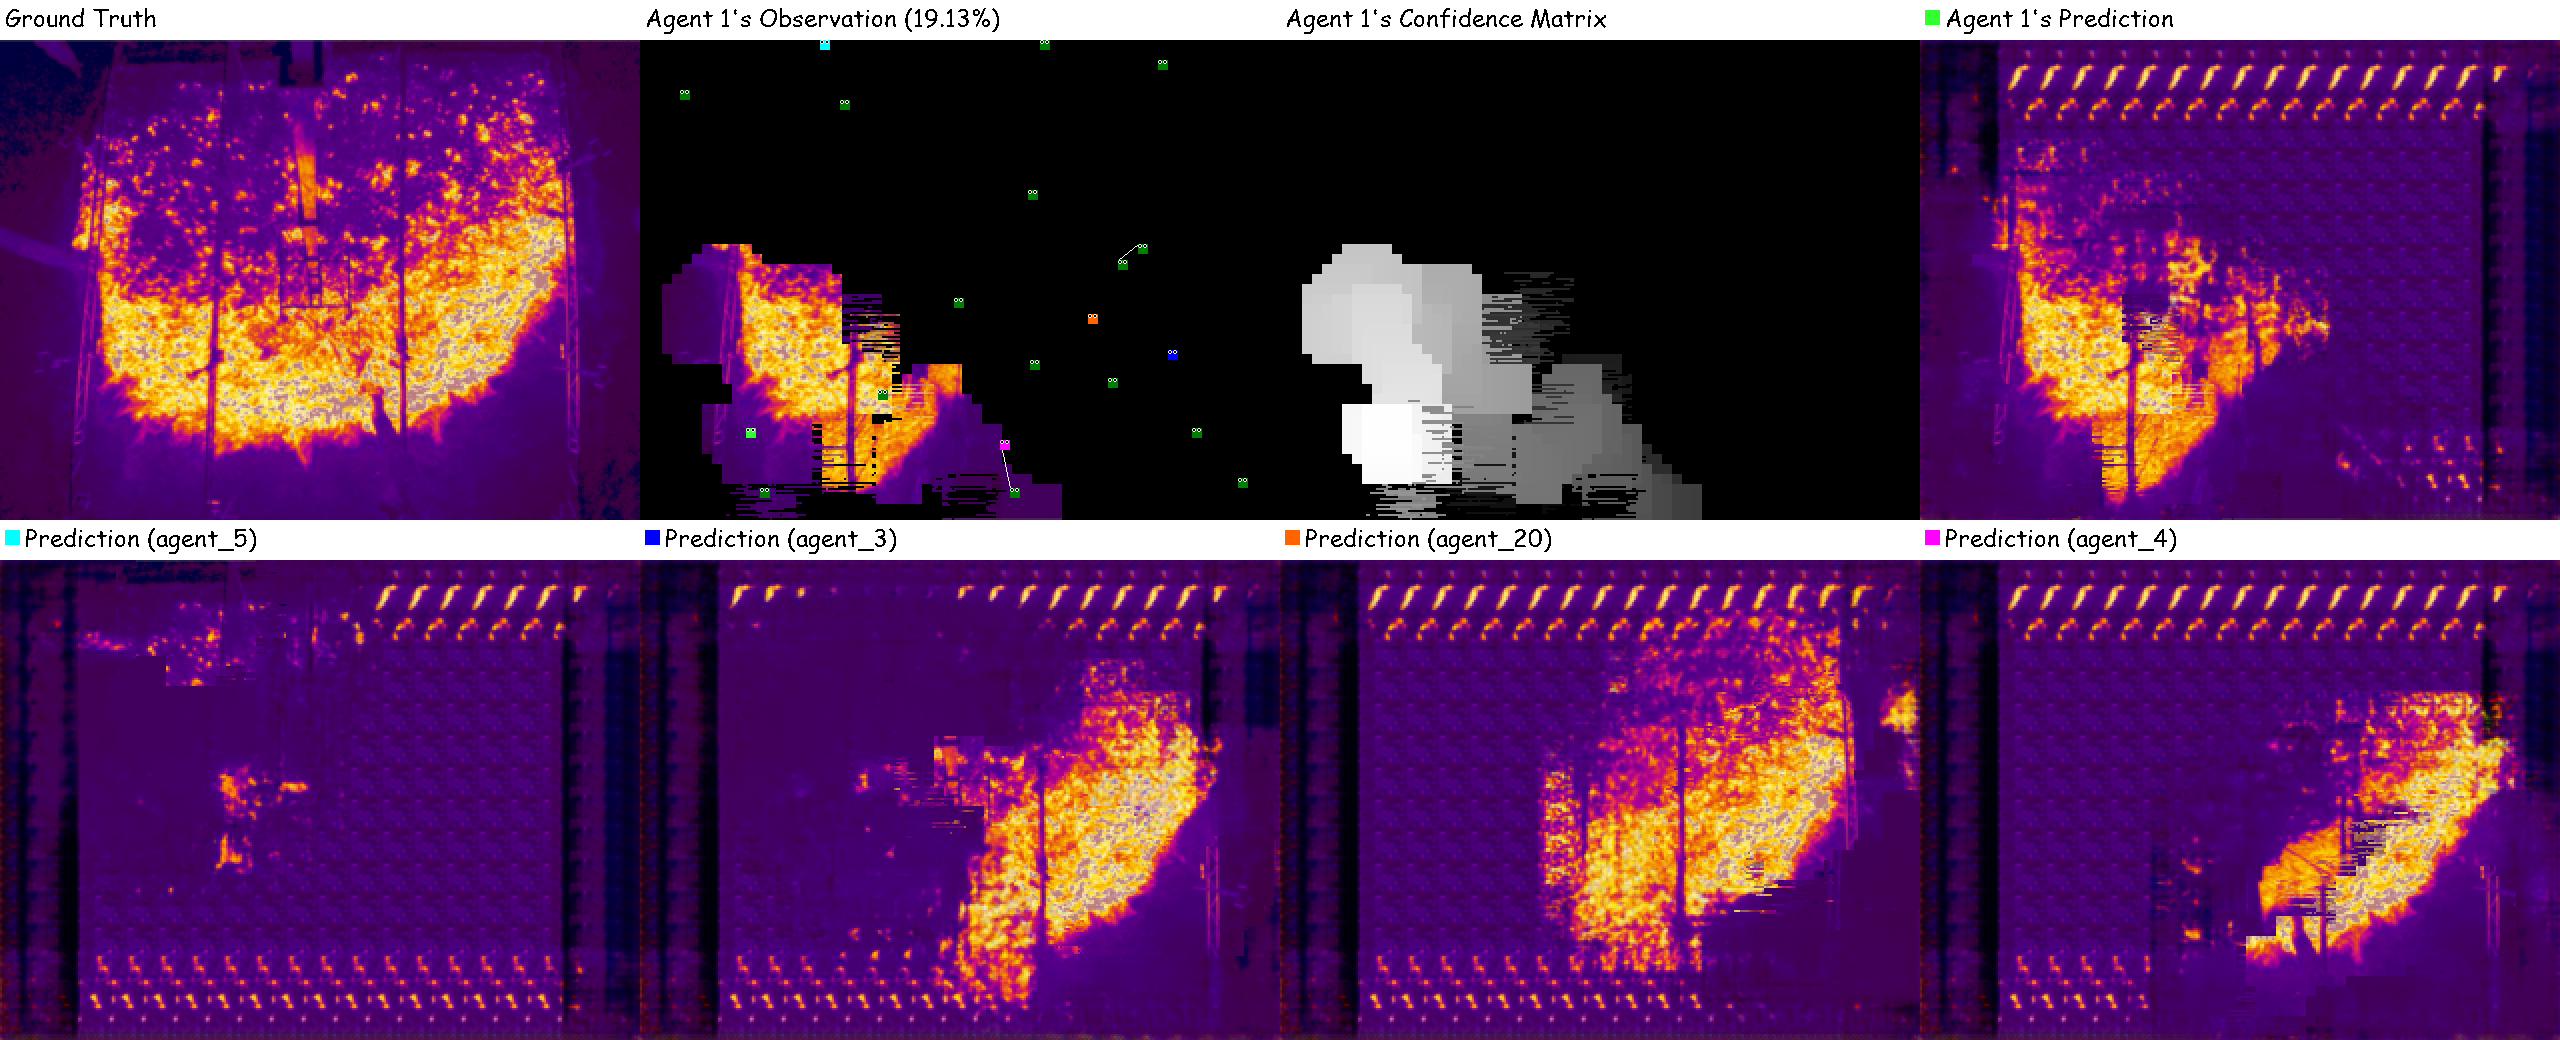 Ground Truth
Agent 1's Observation (19.13%)
Agent 1's Confidence Matrix
Agent 1's Prediction
Prediction (agent_5)
Prediction (agent_3)
Prediction (agent_20)
Prediction (agent_4)